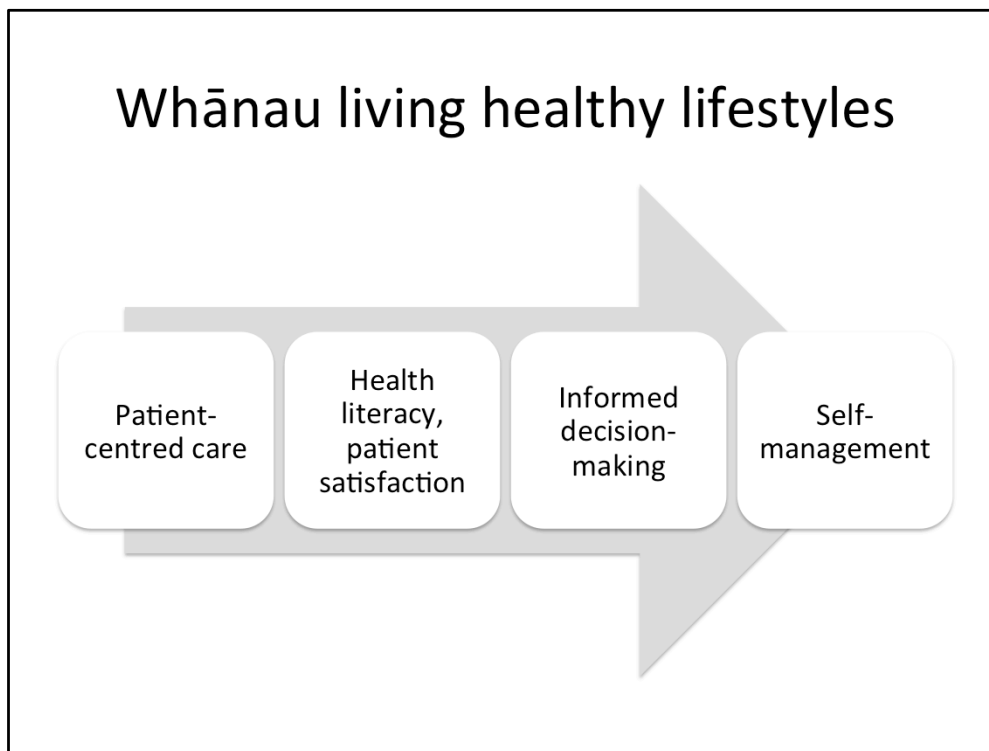 Whānau living healthy lifestyles
Patient-
centred care
Health
literacy,
patient
satisfaction
Informed
decision-
making
Self-
management